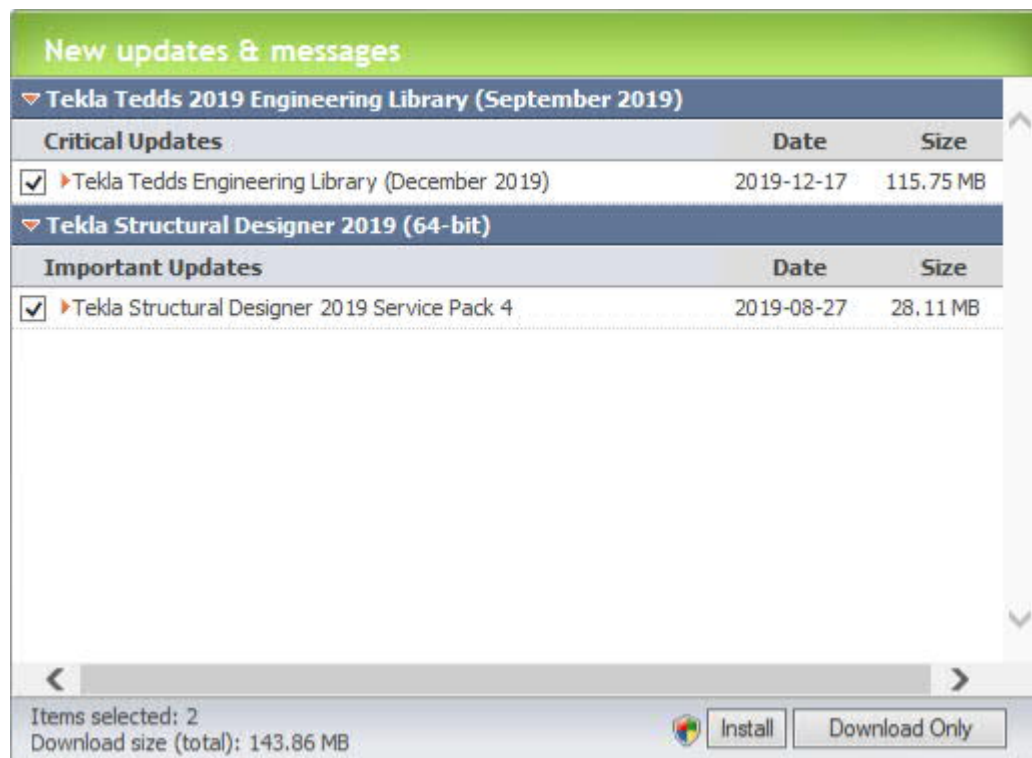 New updates & messages
Tekla Tedds 2019 Engineering Library (September 2019)
Critical Updates Date Size
Tekla Tedds Engineering Library (December 2019) 2019-12-17 115.75 MB
Tekla Structural Designer 2019 (64-bit)
Important Updates Date Size
Tekla Structural Designer 2019 Service Pack 4 2019-08-27 28.11 MB
Items selected: 2
Download size (total): 143.86 MB
Install Download Only